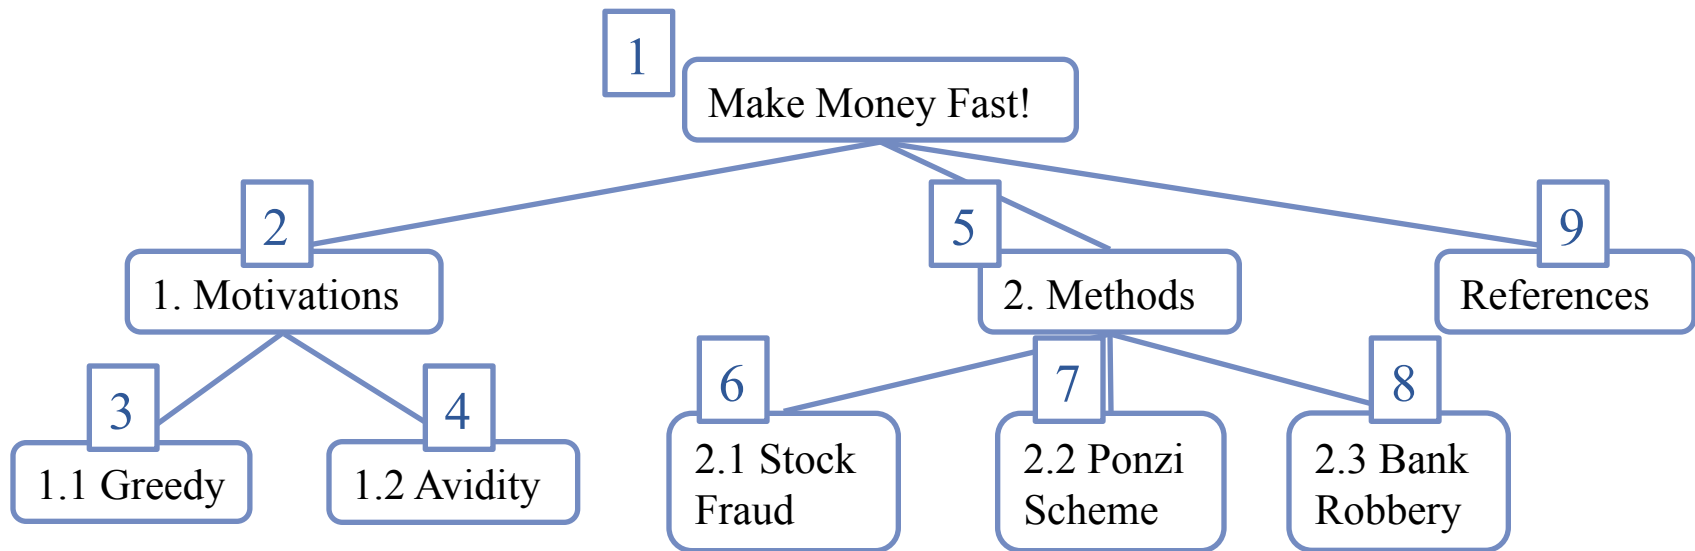 1
Make Money Fast!
2
5
9
1. Motivations
2. Methods
References
3
4
6
7
8
1.1 Greedy
1.2 Avidity
2.1 Stock
Fraud
2.2 Ponzi
Scheme
2.3 Bank
Robbery